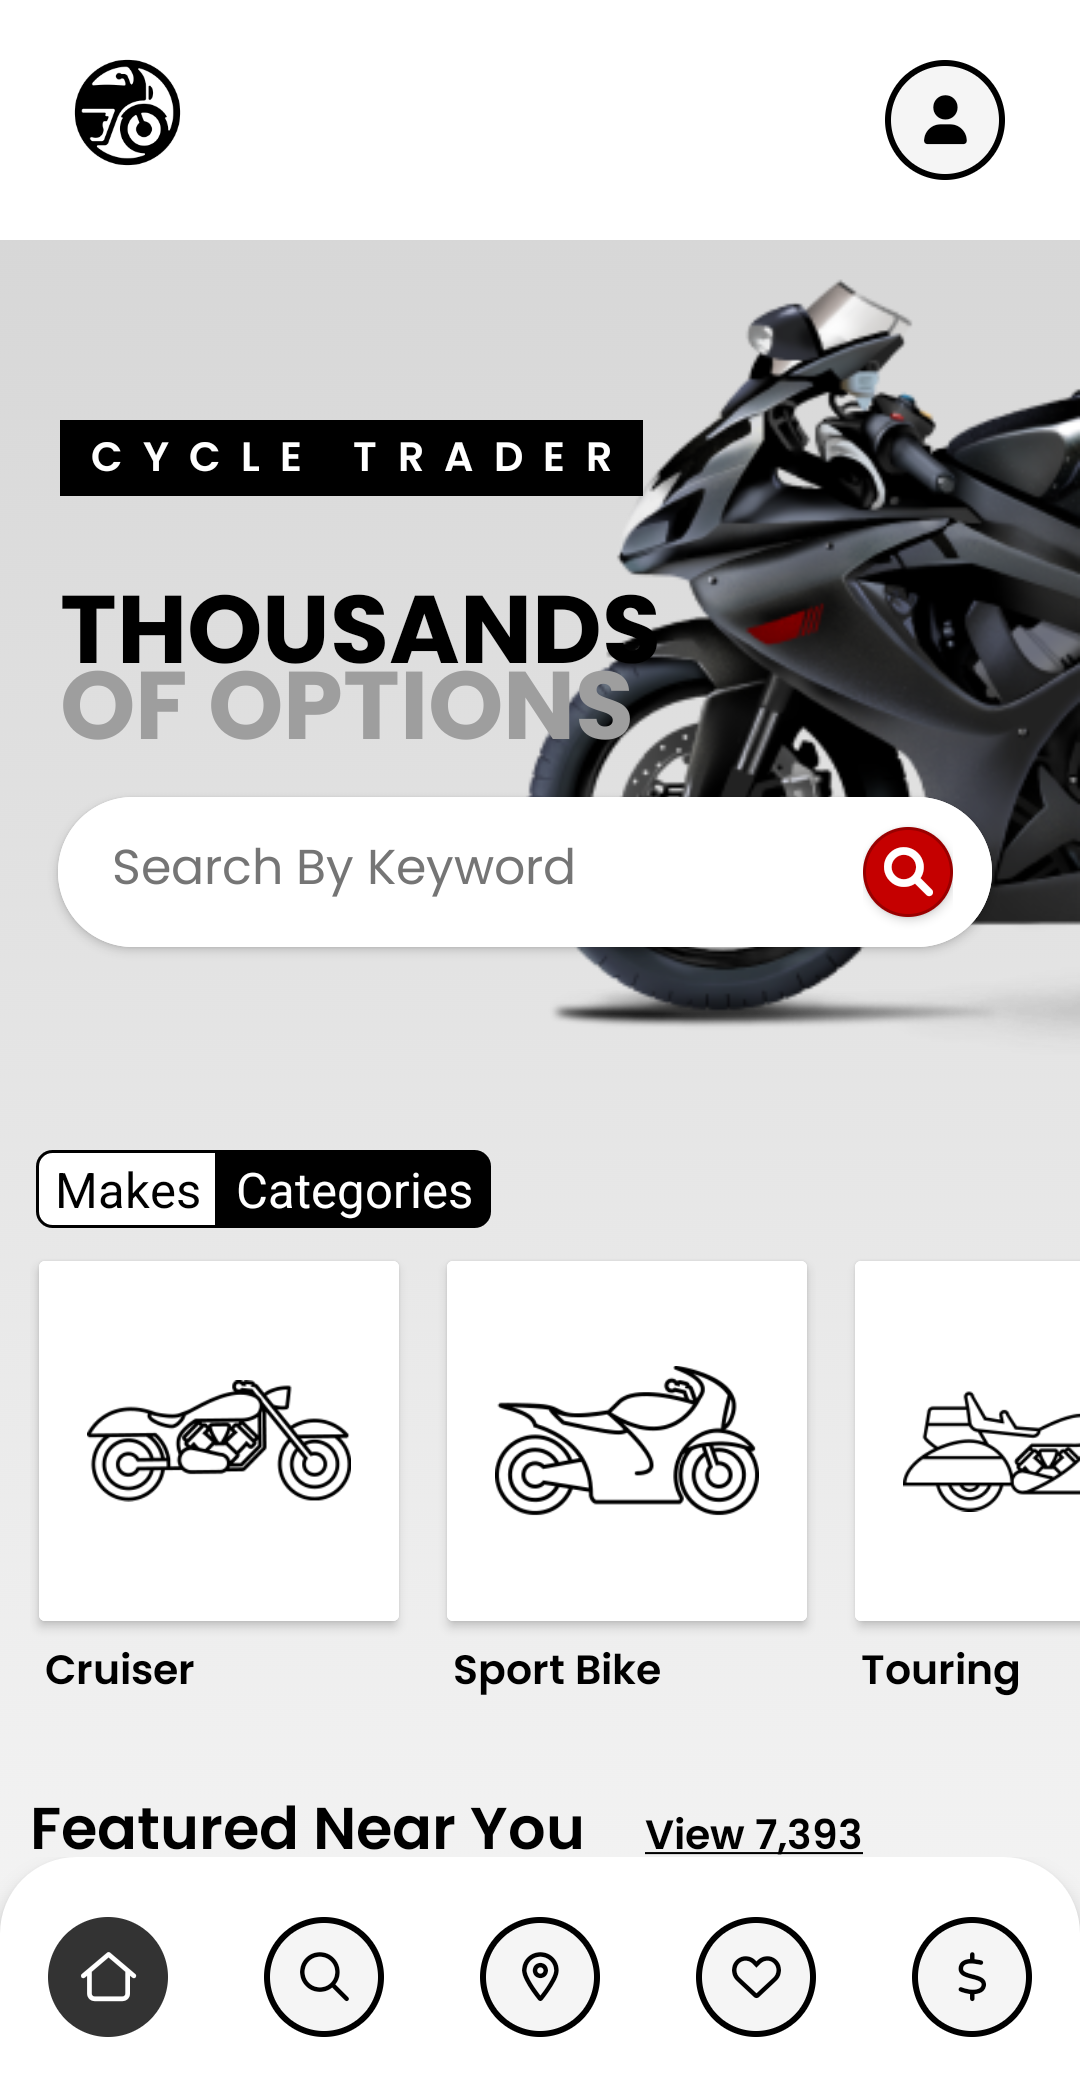 CYCLE TRADER
THOUSANDS
OF OPTIONS
Search By Keyword
Makes Categories
Cruiser Sport Bike Touring
Featured Near You View 7,393